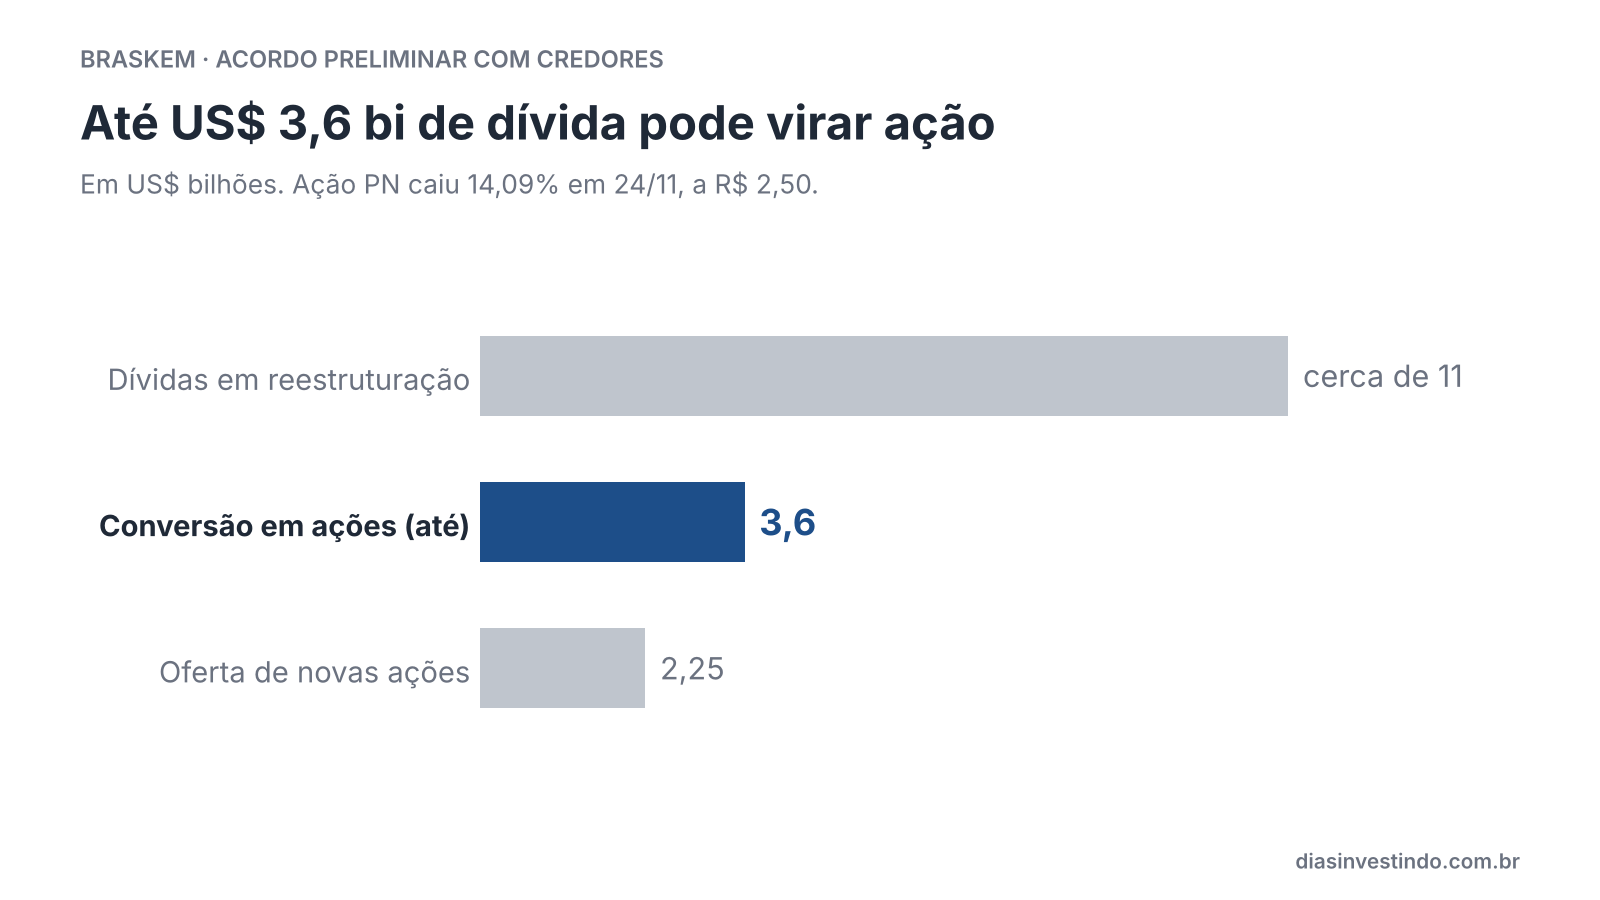 BRASKEM · ACORDO PRELIMINAR COM CREDORES
Até US$ 3,6 bi de dívida pode virar ação
Em US$ bilhões. Ação PN caiu 14,09% em 24/11, a R$ 2,50.
Dívidas em reestruturação cerca de 11
Conversão em ações (até) 3,6
Oferta de novas ações 2,25
diasinvestindo.com.br